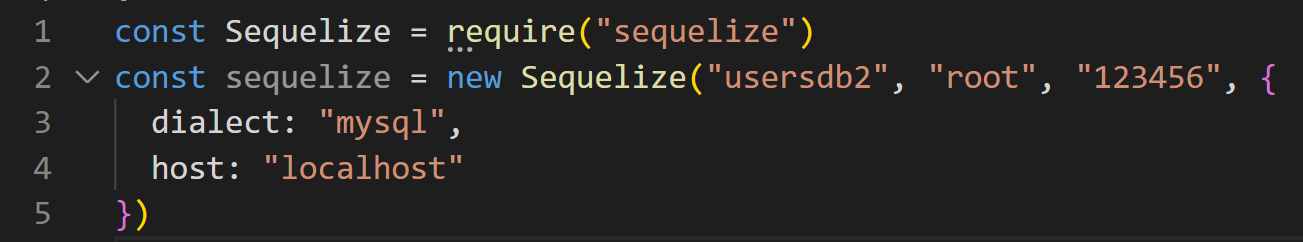 1 const Sequelize = require("sequelize")
2 const sequelize = new Sequelize("usersdb2", "root", "123456", {
3   dialect: "mysql",
4   host: "localhost"
5 })